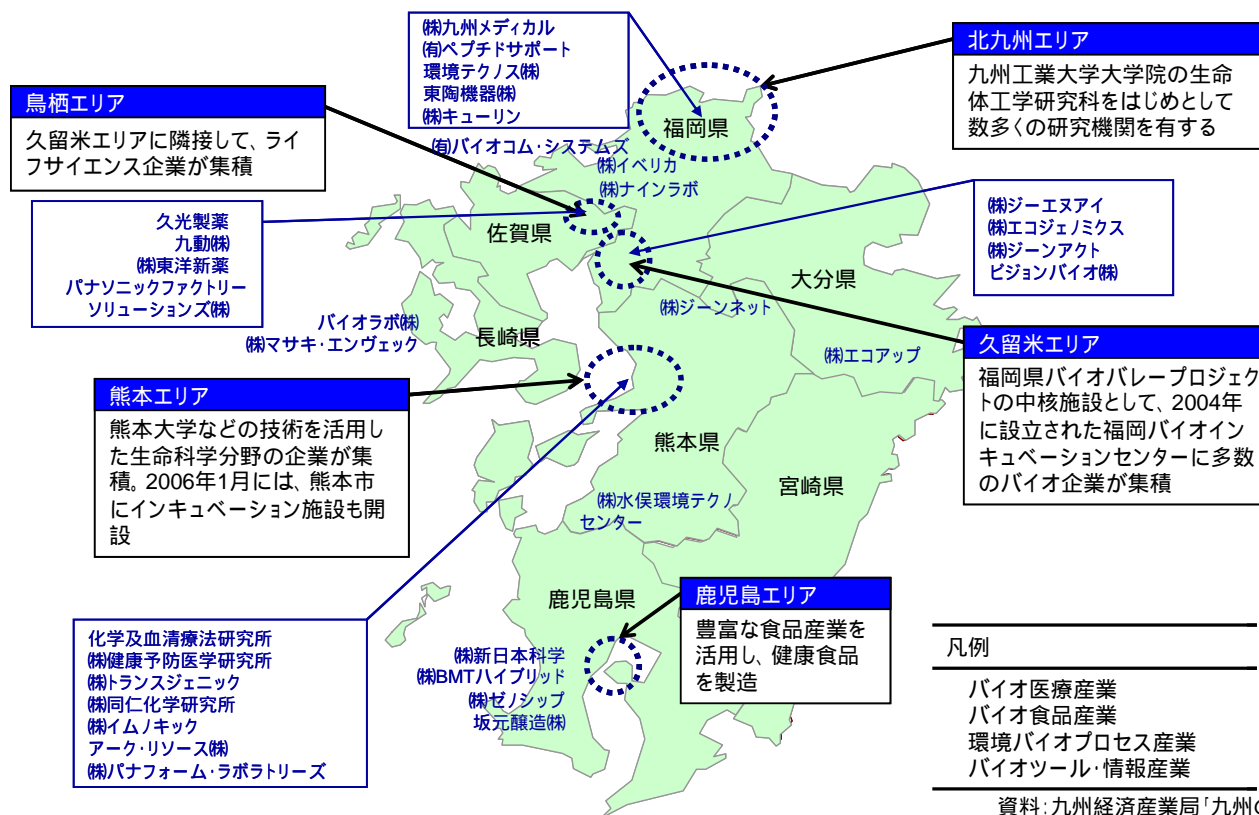 ㈱九州メディカル
㈲ペプチドサポート
環境テクノス㈱
東陶機器㈱
㈱キューリン
北九州エリア
九州工業大学大学院の生命
体工学研究科をはじめとして
数多くの研究機関を有する
鳥栖エリア
久留米エリアに隣接して、ライ
フサイエンス企業が集積
福岡県
㈲バイオコム・システムズ
㈱イベリカ
㈱ナインラボ
久光製薬
九動㈱
㈱東洋新薬
パナソニックファクトリー
ソリューションズ㈱
佐賀県
㈱ジーエヌアイ
㈱エコジェノミクス
㈱ジーンアクト
ビジョンバイオ㈱
大分県
㈱ジーンネット
バイオラボ㈱
㈱マサキ・エンヴェック
長崎県
㈱エコアップ
久留米エリア
福岡県バイオバレープロジェク
トの中核施設として、2004年
に設立された福岡バイオイン
キュベーションセンターに多数
のバイオ企業が集積
熊本エリア
熊本大学などの技術を活用し
た生命科学分野の企業が集
積。2006年1月には、熊本市
にインキュベーション施設も開
設
熊本県
宮崎県
㈱水俣環境テクノ
センター
鹿児島県
鹿児島エリア
豊富な食品産業を
活用し、健康食品
を製造
化学及血清療法研究所
㈱健康予防医学研究所
㈱トランスジェニック
㈱同仁化学研究所
㈱イムノキック
アーク・リソース㈱
㈱パナファーム・ラボラトリーズ
㈱新日本科学
㈱BMTハイブリッド
㈱ゼノシップ
坂元醸造㈱
凡例
バイオ医療産業
バイオ食品産業
環境バイオプロセス産業
バイオツール・情報産業
資料：九州経済産業局「九州の